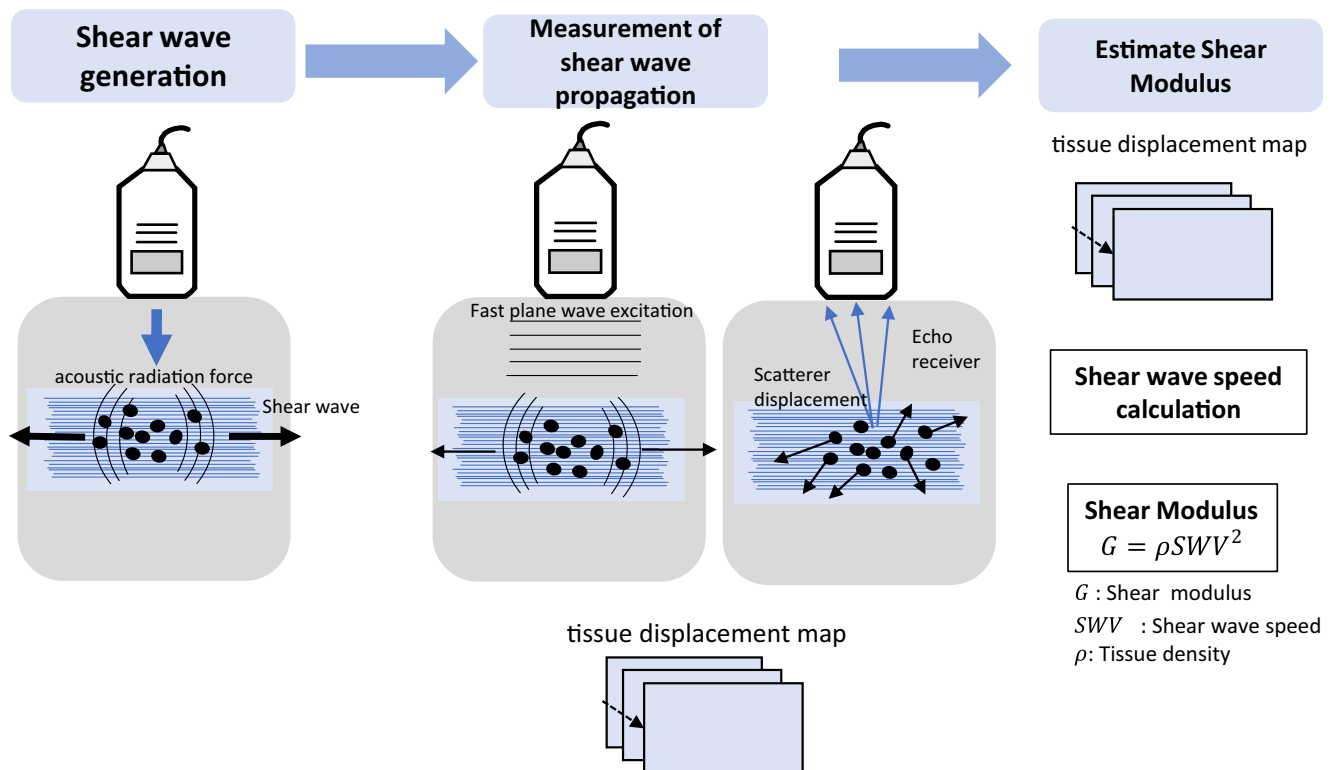 Shear wave
generation
Measurement of
shear wave
propagation
Estimate Shear
Modulus
acoustic radiation force
Shear wave
Fast plane wave excitation
Echo
receiver
Scatterer
displacement
tissue displacement map
tissue displacement map
Shear wave speed
calculation
Shear Modulus
G = ρSWV²
G : Shear modulus
SWV : Shear wave speed
ρ: Tissue density